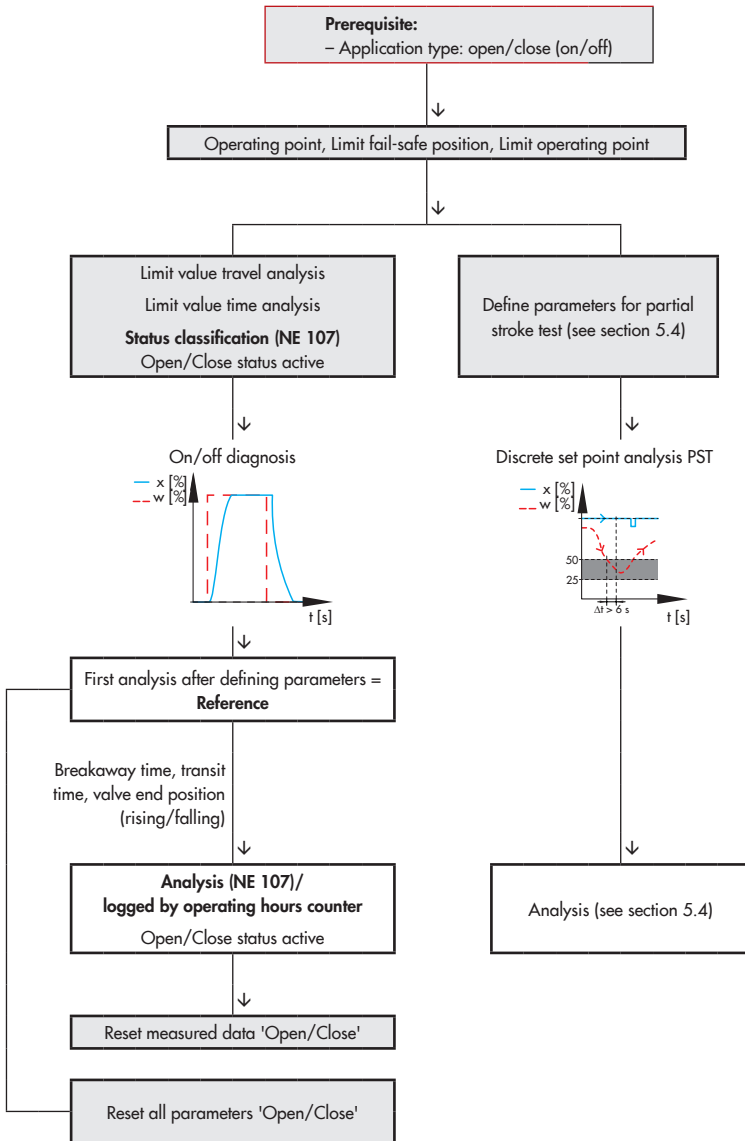 Prerequisite:
– Application type: open/close (on/off)
Operating point, Limit fail-safe position, Limit operating point
Limit value travel analysis
Limit value time analysis
Status classification (NE 107)
Open/Close status active
Define parameters for partial
stroke test (see section 5.4)
On/off diagnosis
x [%]
w [%]
t [s]
Discrete set point analysis PST
x [%]
w [%]
50
25
Δt > 6 s
t [s]
First analysis after defining parameters =
Reference
Breakaway time, transit
time, valve end position
(rising/falling)
Analysis (NE 107)/
logged by operating hours counter
Open/Close status active
Analysis (see section 5.4)
Reset measured data 'Open/Close'
Reset all parameters 'Open/Close'